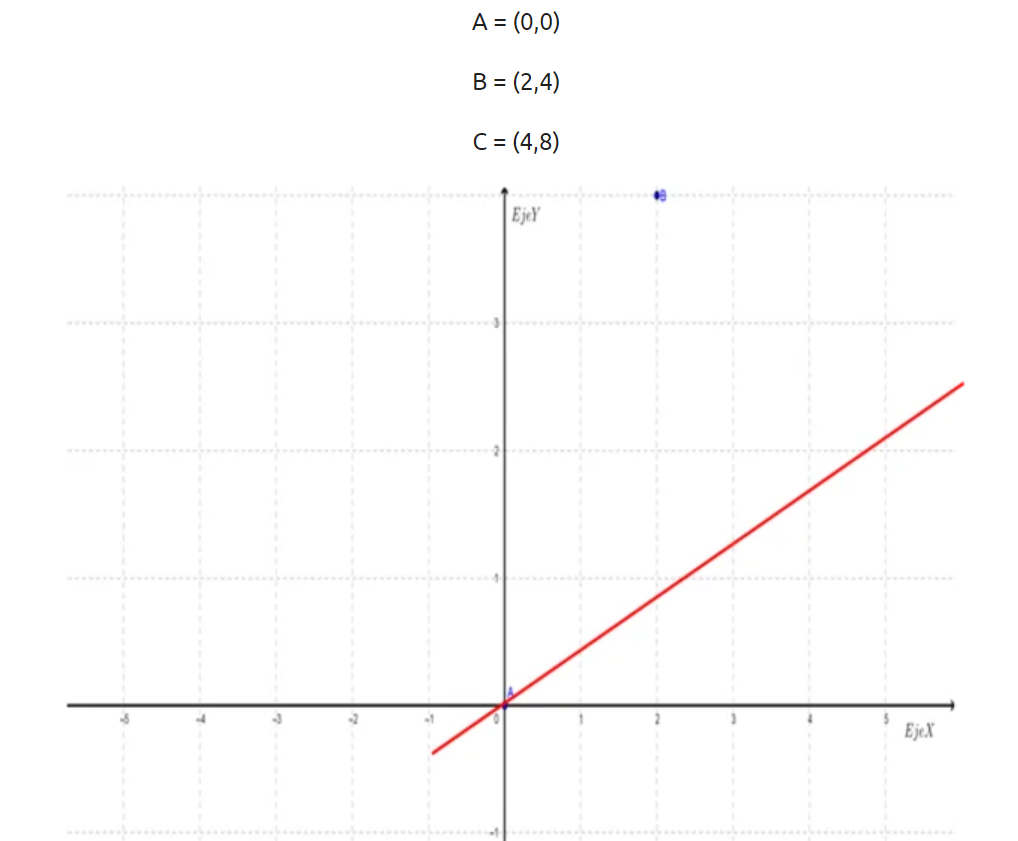 A = (0,0)
B = (2,4)
C = (4,8)
B
EjeY
3
2
1
A
-5 -4 -3 -2 -1 0 1 2 3 4 5
EjeX
-1